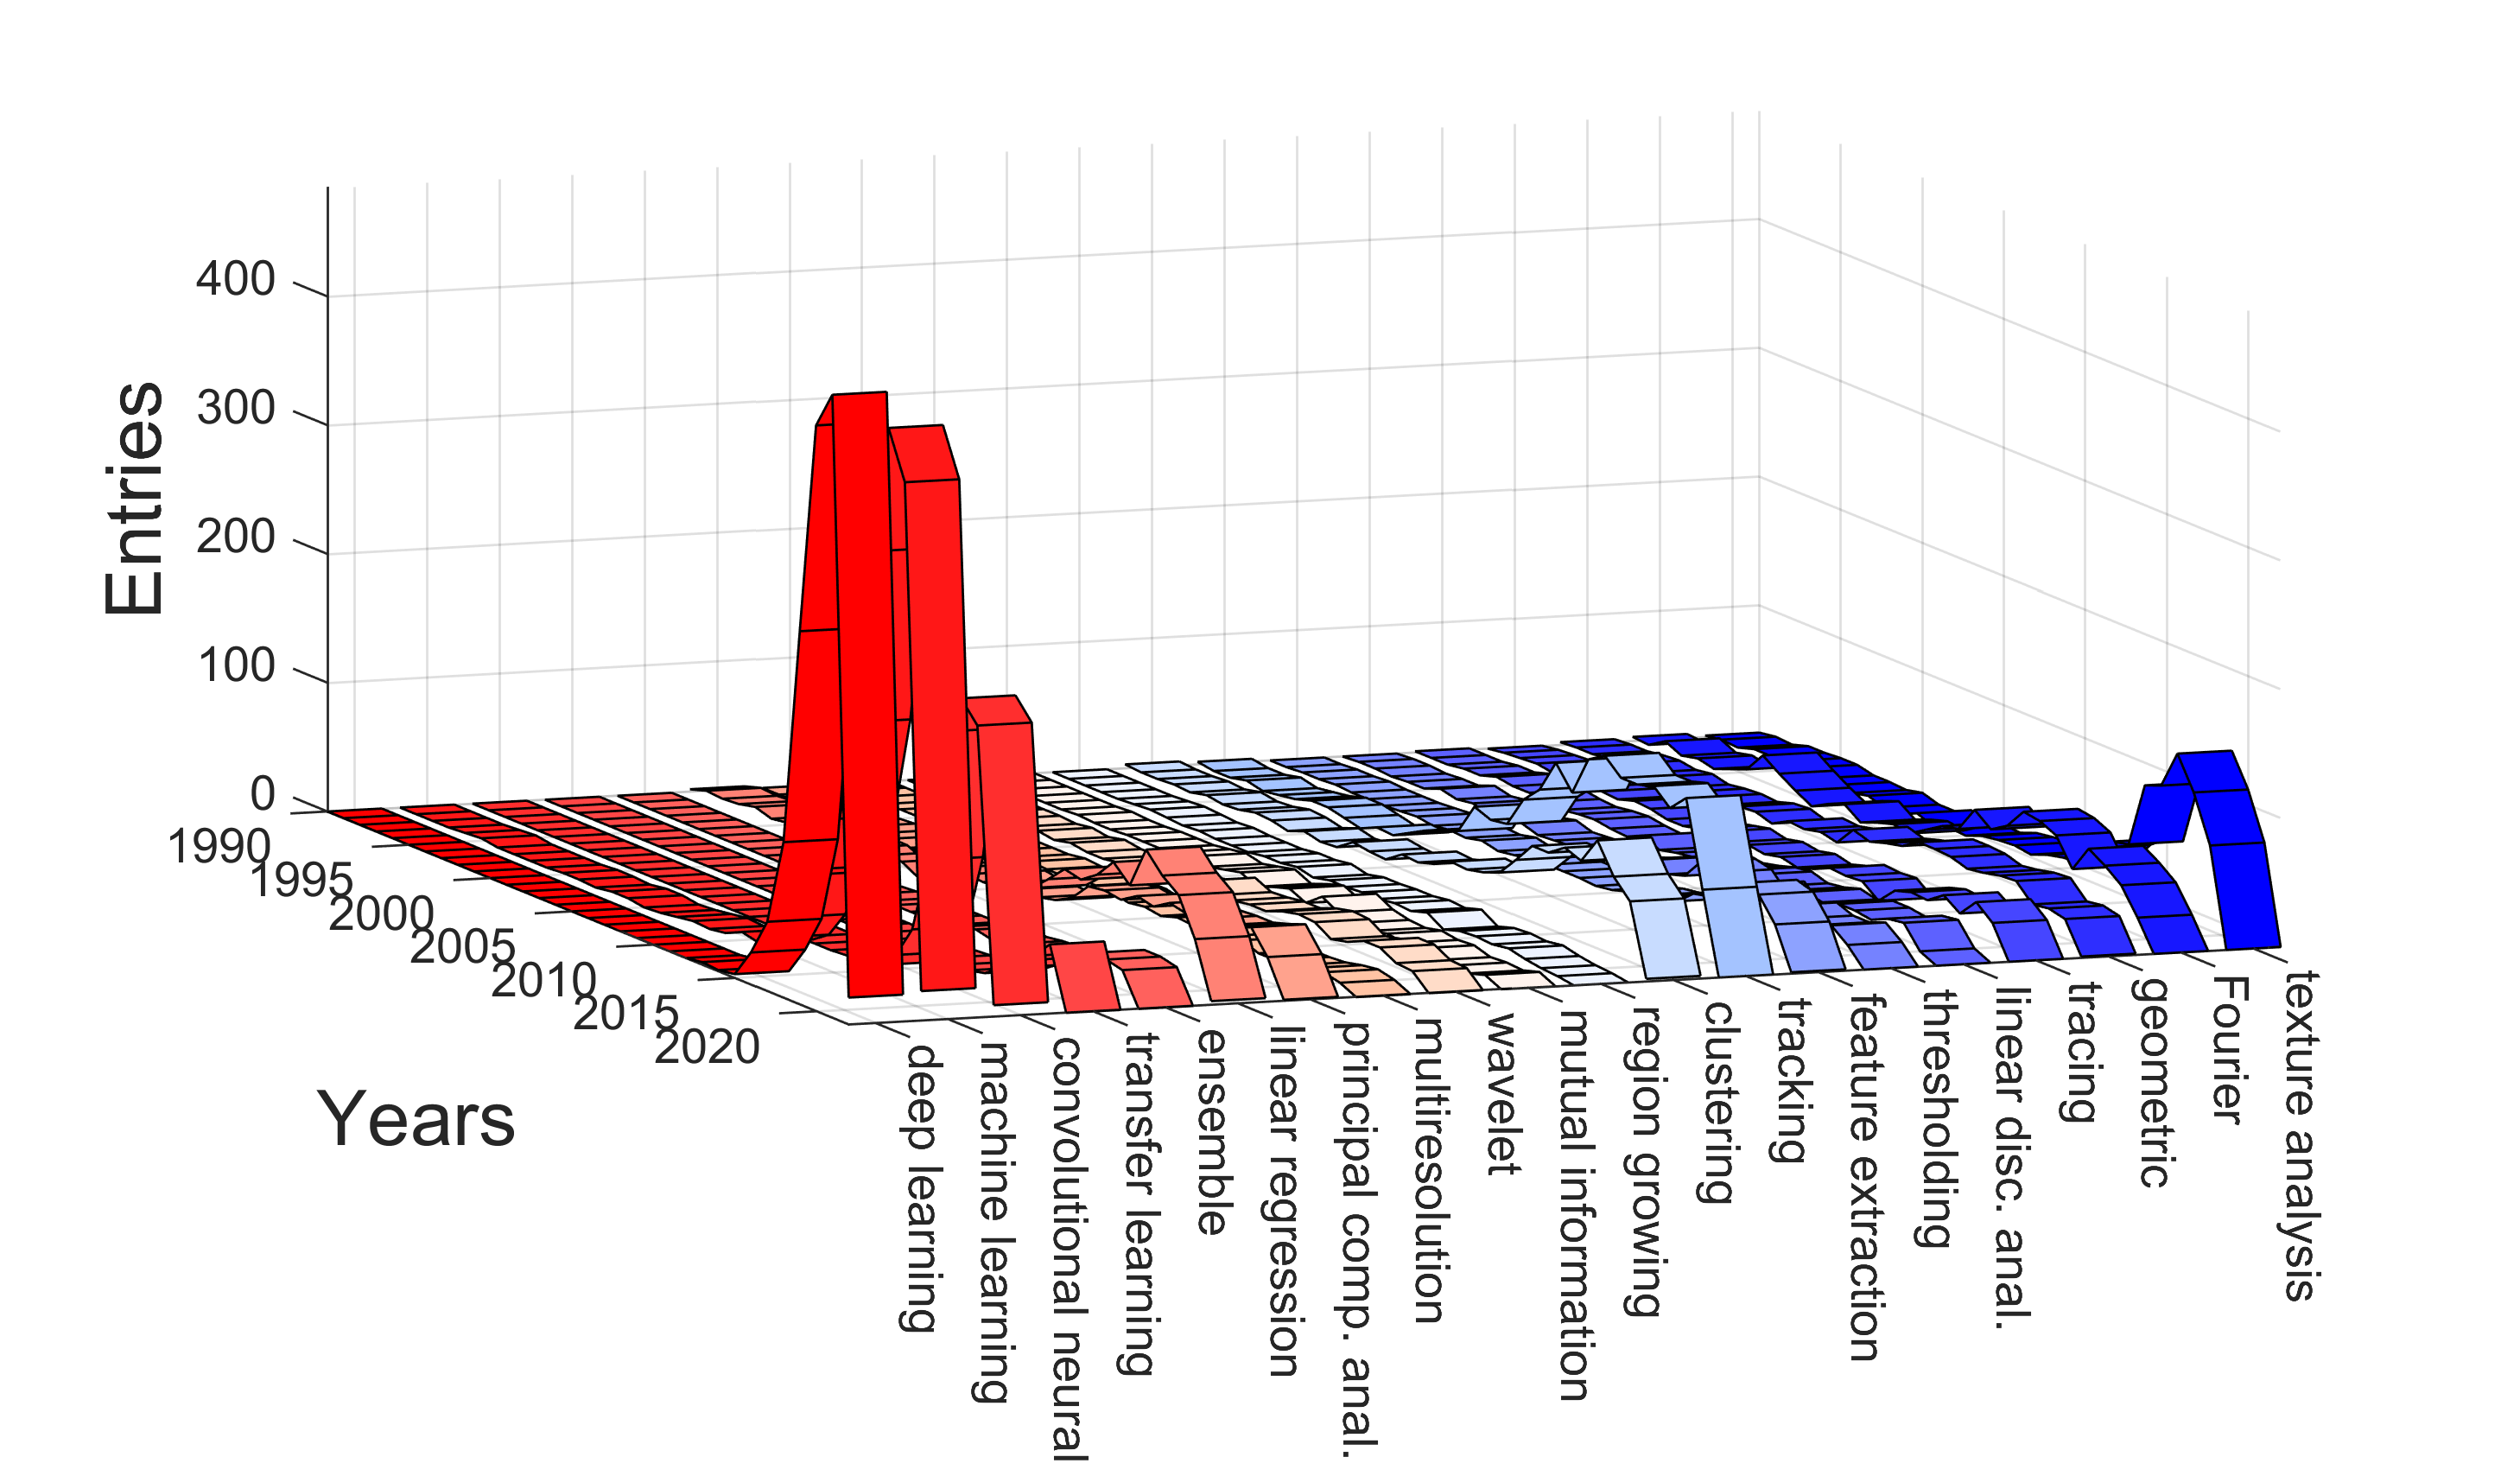 Entries
400
300
200
100
0
1990
1995
2000
2005
2010
2015
2020
Years
deep learning
machine learning
convolutional neural
transfer learning
ensemble
linear regression
principal comp. anal.
multiresolution
wavelet
mutual information
region growing
clustering
tracking
feature extraction
thresholding
linear disc. anal.
tracing
geometric
Fourier
texture analysis